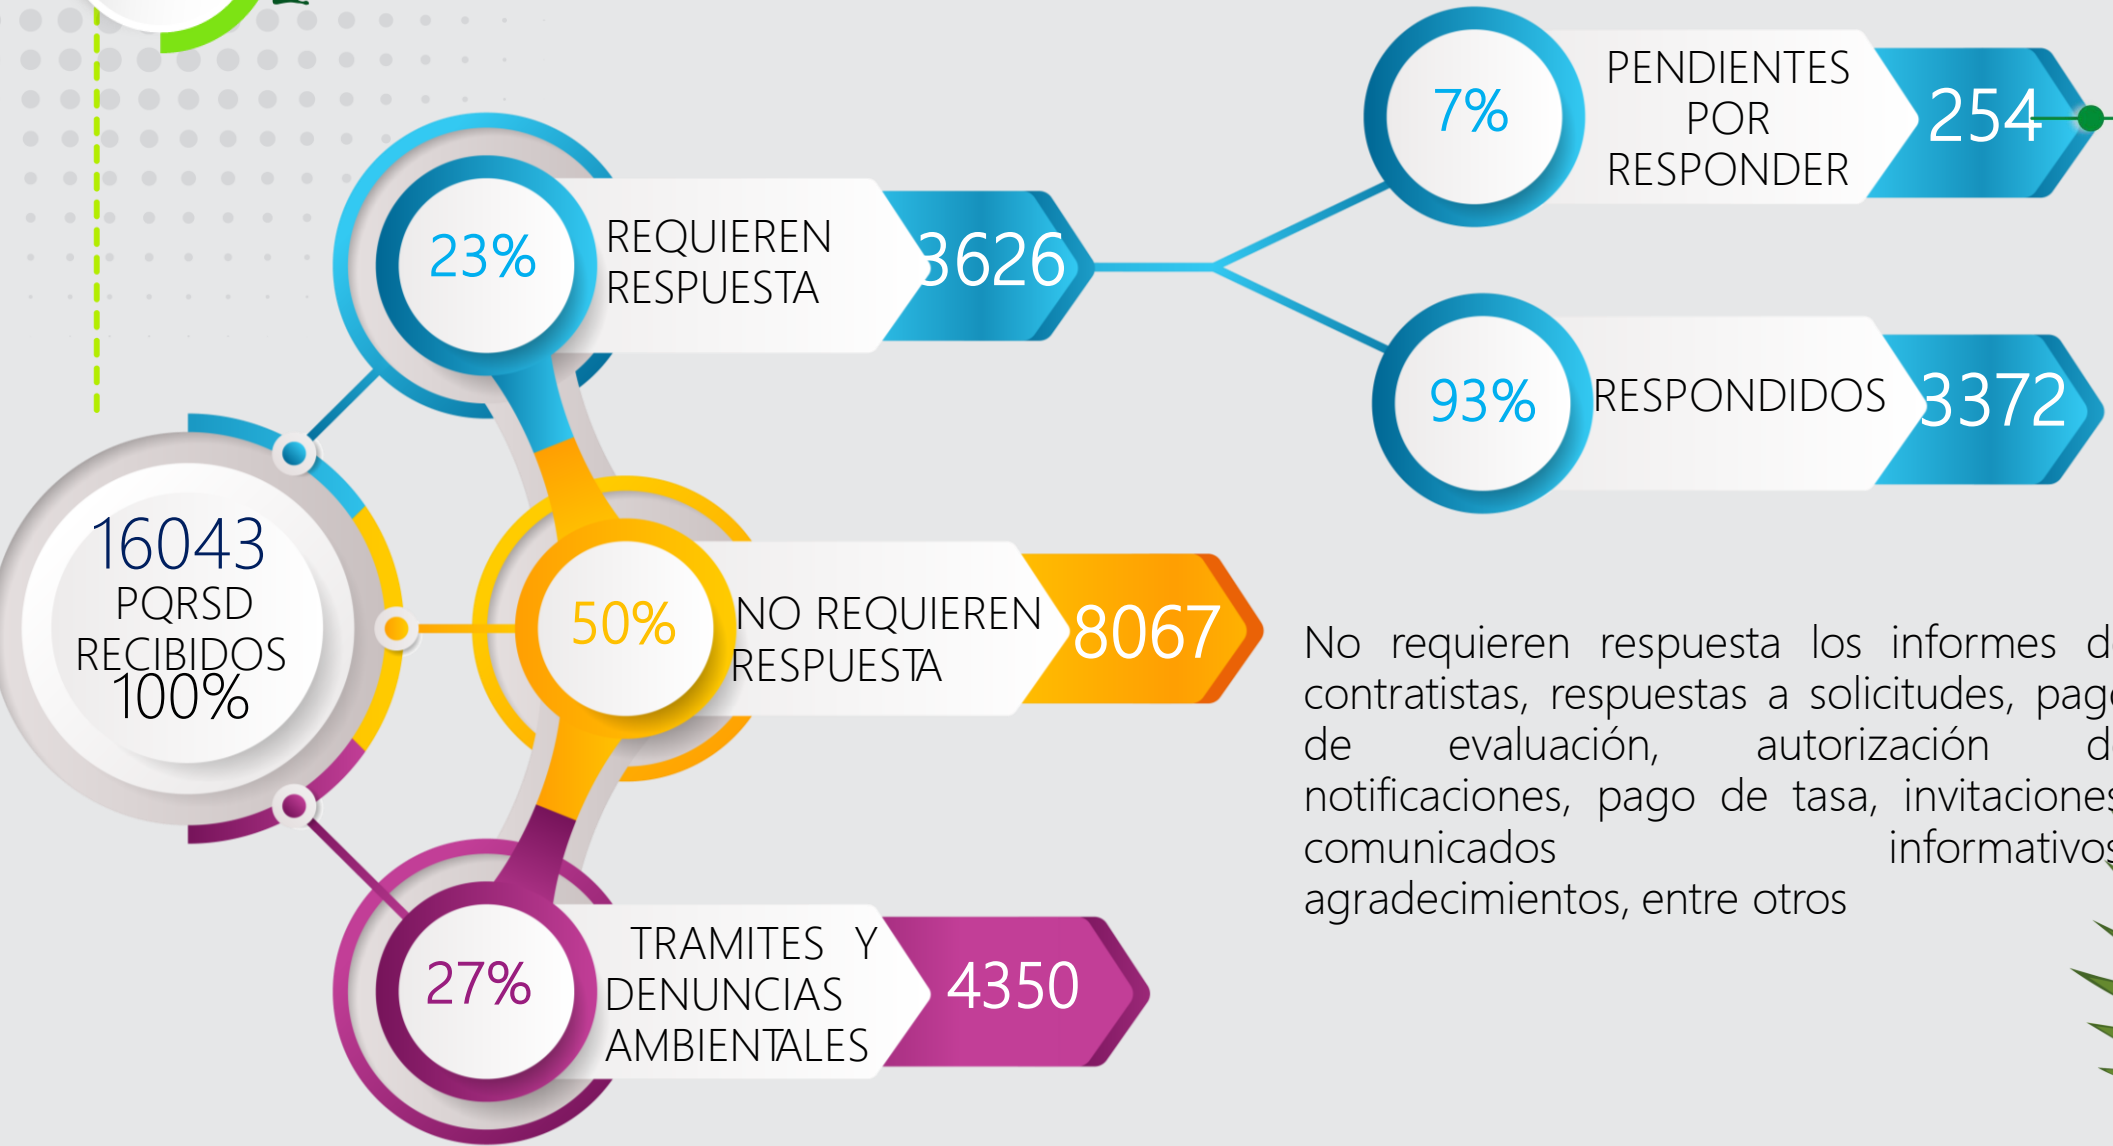 16043
PQRSD
RECIBIDOS
100%
23%
REQUIEREN
RESPUESTA
3626
7%
PENDIENTES
POR
RESPONDER
254
93%
RESPONDIDOS
3372
50%
NO REQUIEREN
RESPUESTA
8067
27%
TRAMITES Y
DENUNCIAS
AMBIENTALES
4350
No requieren respuesta los informes
contratistas, respuestas a solicitudes,
de evaluación, autorización
notificaciones, pago de tasa, invitaciones
comunicados informativos
agradecimientos, entre otros